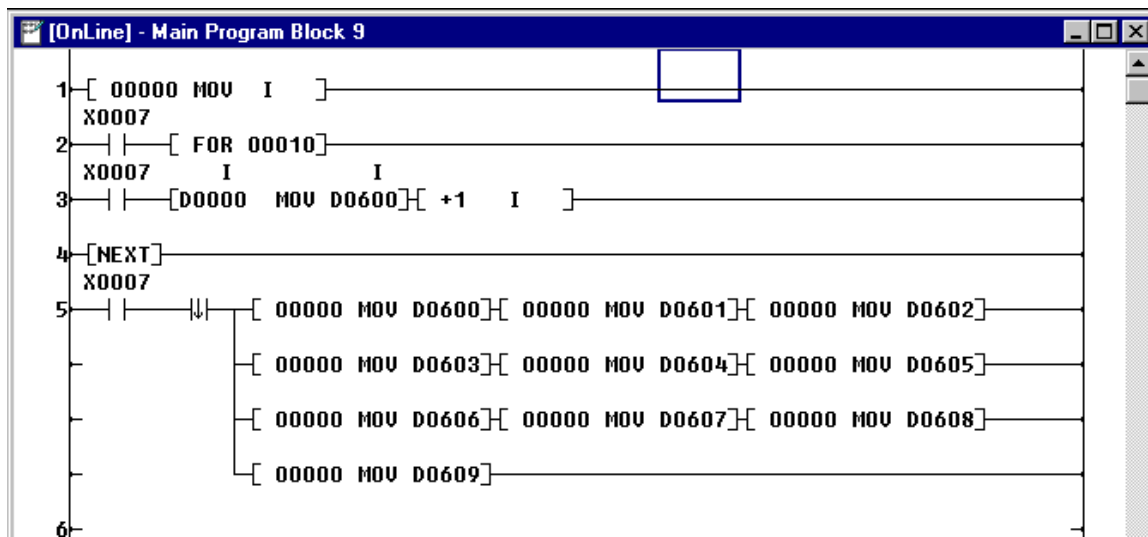 [OnLine] - Main Program Block 9
1 [ 00000 MOV I ]
X0007
2 [ FOR 00010]
X0007 I I
3 [D0000 MOV D0600] [ +1 I ]
4 [NEXT]
X0007
5 [ 00000 MOV D0600] [ 00000 MOV D0601] [ 00000 MOV D0602]
[ 00000 MOV D0603] [ 00000 MOV D0604] [ 00000 MOV D0605]
[ 00000 MOV D0606] [ 00000 MOV D0607] [ 00000 MOV D0608]
[ 00000 MOV D0609]
6